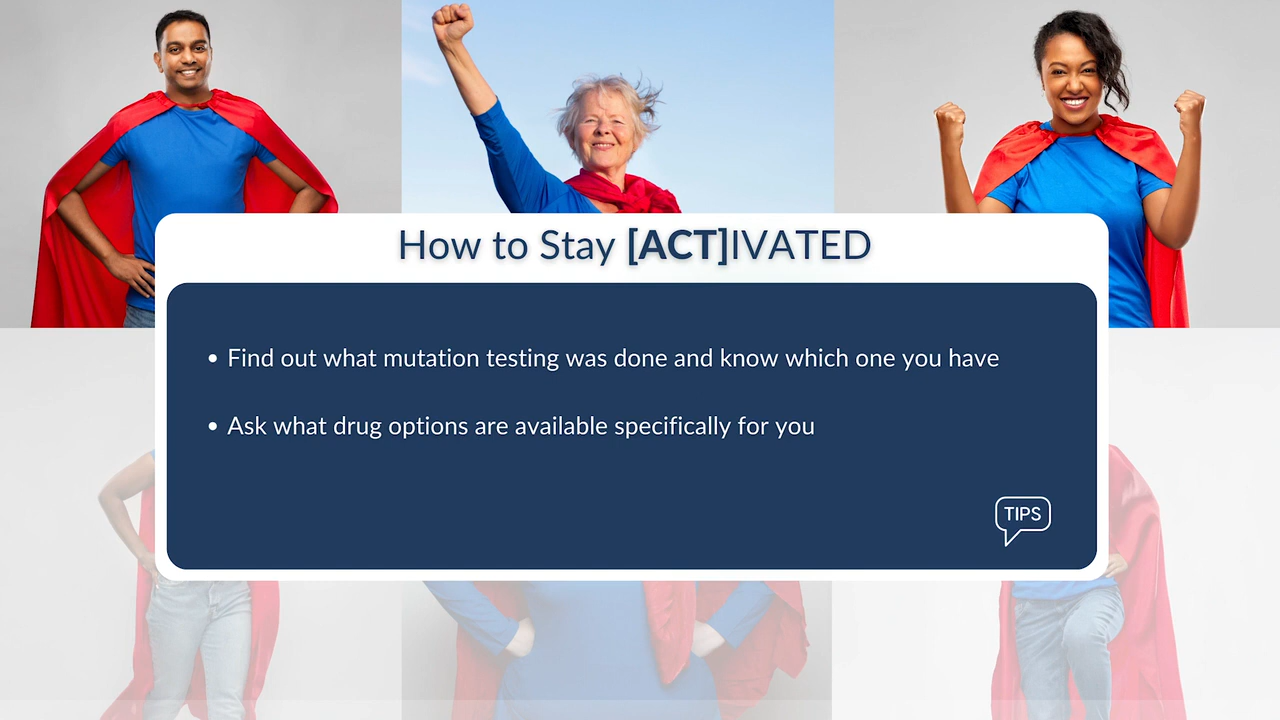 How to Stay [ACT]IVATED
• Find out what mutation testing was done and know which one you have
• Ask what drug options are available specifically for you
TIPS